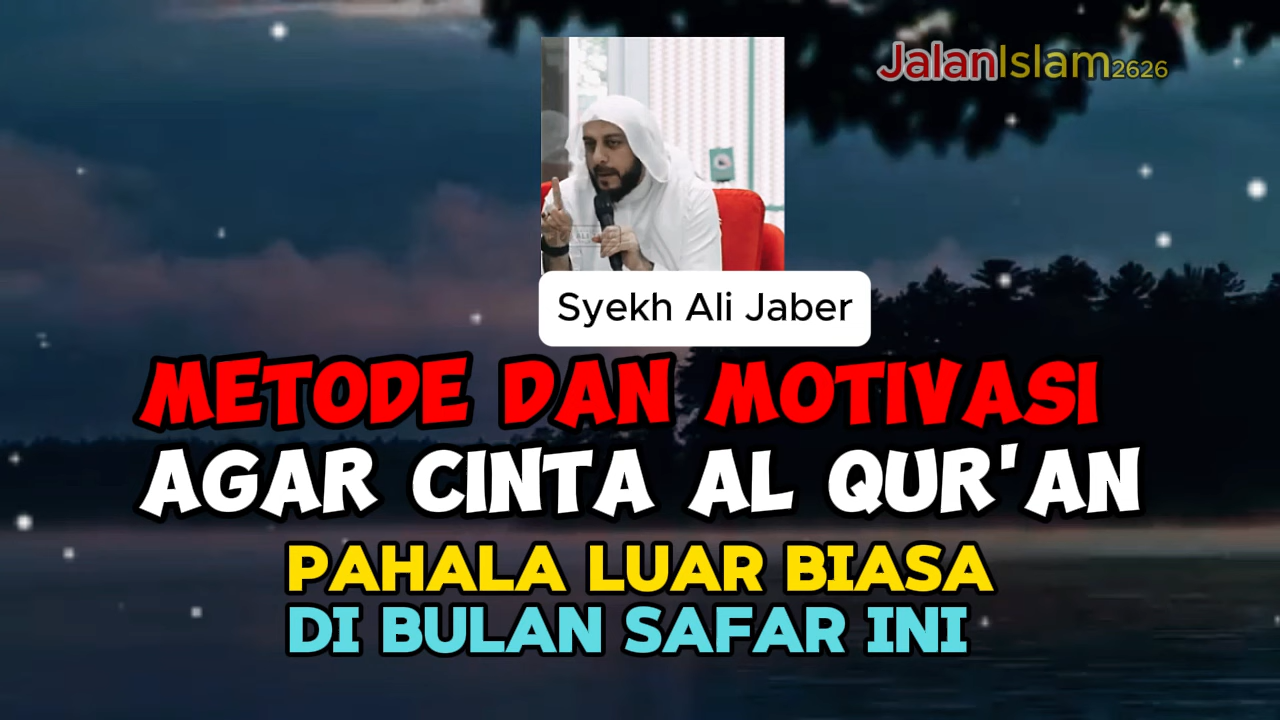 JalanIslam2626
Syekh Ali Jaber
METODE DAN MOTIVASI
AGAR CINTA AL QUR'AN
PAHALA LUAR BIASA
DI BULAN SAFAR INI